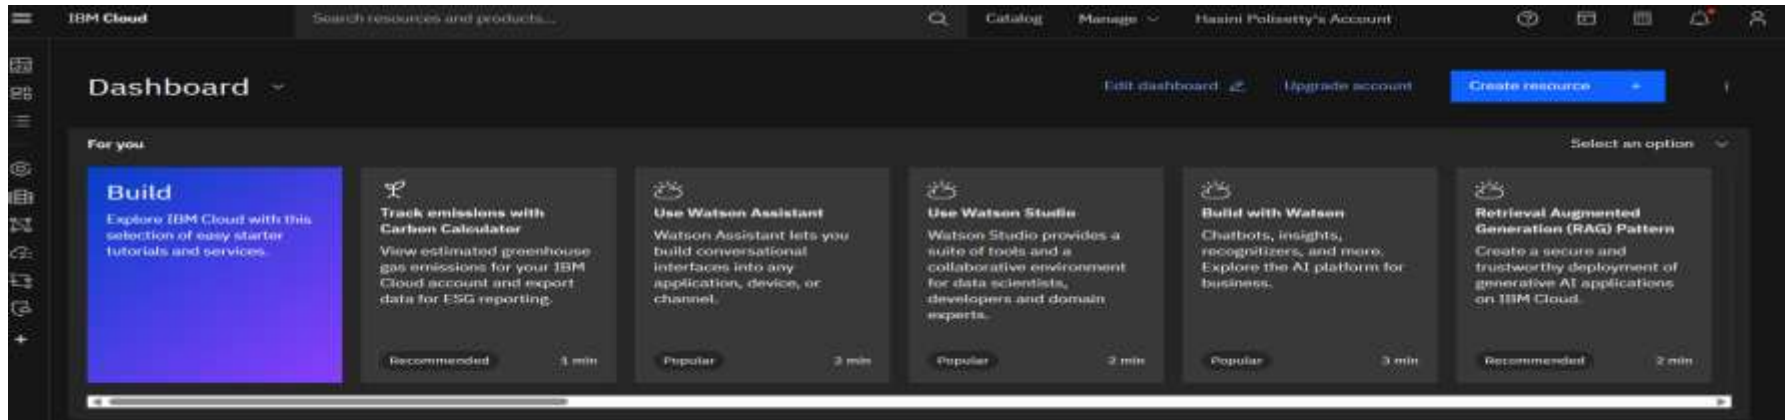 IBM Cloud
Search resources and products...
Catalog
Manage
Hasini Polisetty's Account
Dashboard
Edit dashboard
Upgrade account
Create resource +
For you
Select an option
Build
Explore IBM Cloud with this
selection of easy starter
tutorials and services.
Track emissions with
Carbon Calculator
View estimated greenhouse
gas emissions for your IBM
Cloud account and export
data for ESG reporting.
Recommended
1 min
Use Watson Assistant
Watson Assistant lets you
build conversational
interfaces into any
application, device, or
channel.
Popular
2 min
Use Watson Studio
Watson Studio provides a
suite of tools and a
collaborative environment
for data scientists,
developers and domain
experts.
Popular
2 min
Build with Watson
Chatbots, insights,
recognizers, and more.
Explore the AI platform for
business.
Popular
3 min
Retrieval Augmented
Generation (RAG) Pattern
Create a secure and
trustworthy deployment of
generative AI applications
on IBM Cloud.
Recommended
2 min